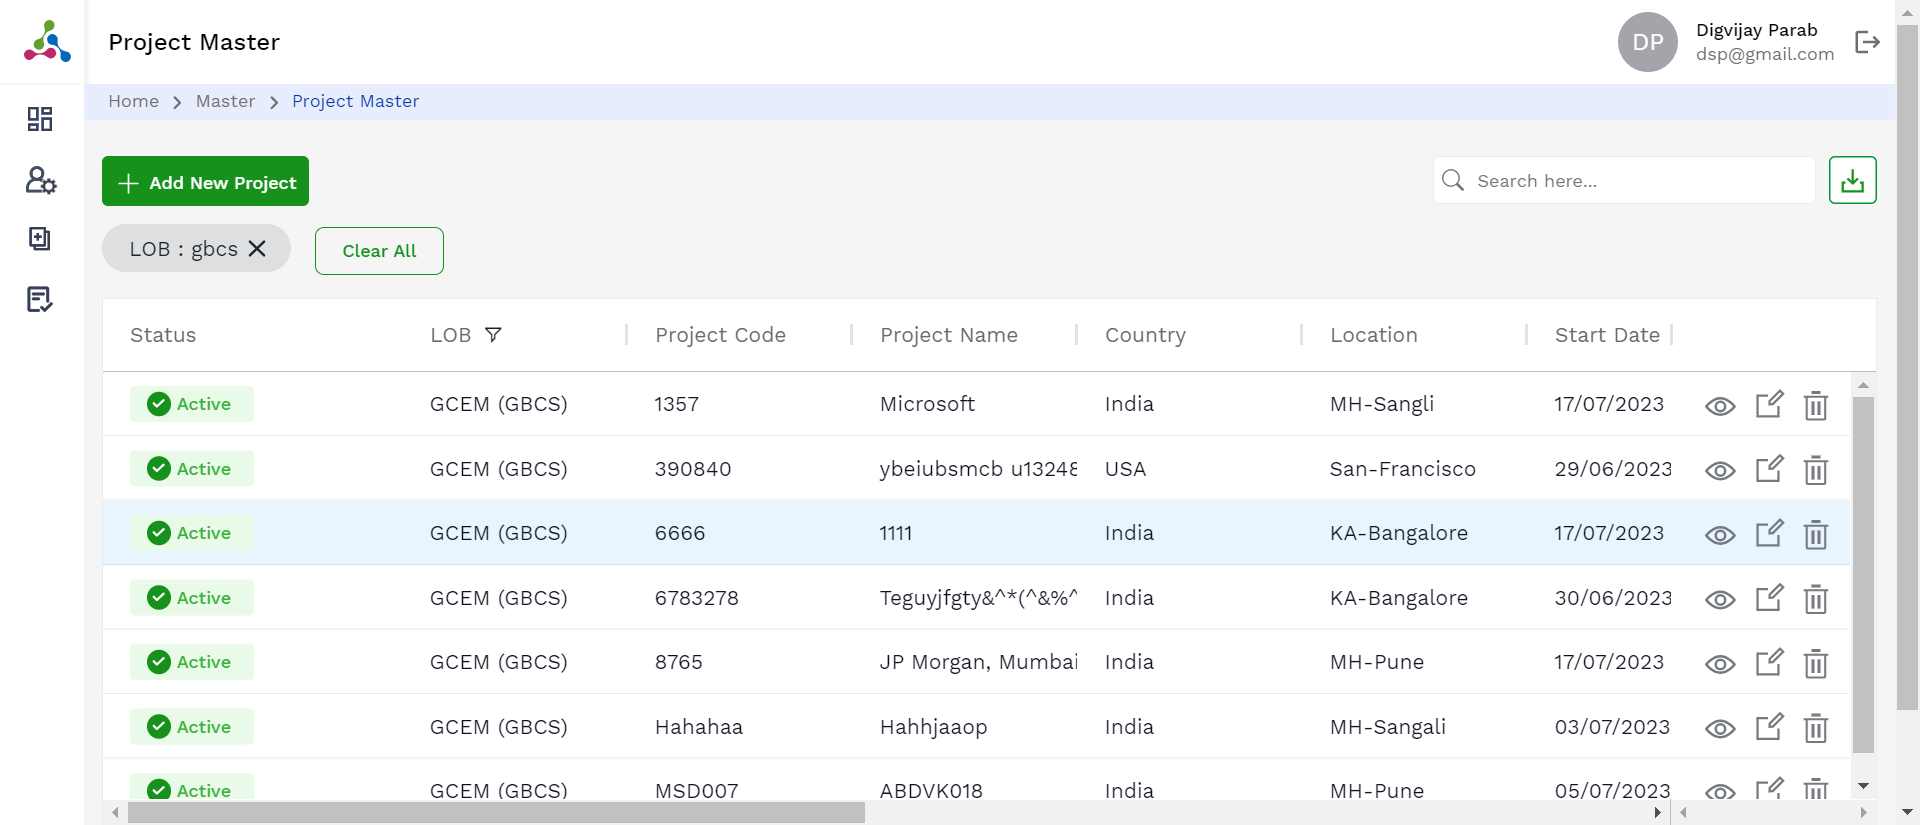 Project Master
DP
Digvijay Parab
dsp@gmail.com
Home > Master > Project Master
Add New Project
Search here...
LOB : gbcs
Clear All
Status LOB Project Code Project Name Country Location Start Date
Active GCEM (GBCS) 1357 Microsoft India MH-Sangli 17/07/2023
Active GCEM (GBCS) 390840 ybeiubsmcb u13248 USA San-Francisco 29/06/2023
Active GCEM (GBCS) 6666 1111 India KA-Bangalore 17/07/2023
Active GCEM (GBCS) 6783278 Teguyjfgty&^*(^&%^ India KA-Bangalore 30/06/2023
Active GCEM (GBCS) 8765 JP Morgan, Mumbai India MH-Pune 17/07/2023
Active GCEM (GBCS) Hahahaa Hahhjaaop India MH-Sangali 03/07/2023
Active GCEM (GBCS) MSD007 ABDVK018 India MH-Pune 05/07/2023